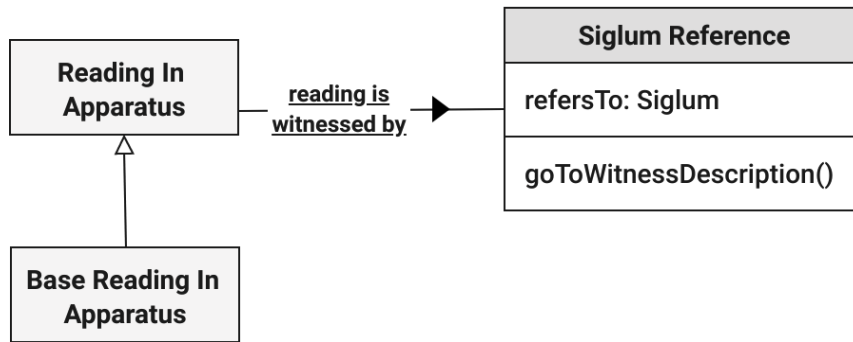 Reading In
Apparatus
reading is
witnessed by
Siglum Reference
refersTo: Siglum
goToWitnessDescription()
Base Reading In
Apparatus